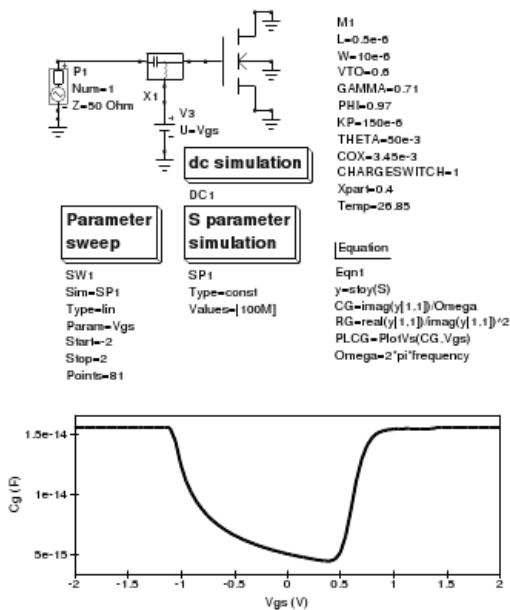 P1
Num=1
Z=50 Ohm
X1
V3
U=Vgs
M1
L=0.5e-6
W=10e-6
VTO=0.6
GAMMA=0.71
PHI=0.97
KP=150e-6
THETA=50e-3
COX=3.45e-3
CHARGESWITCH=1
Xpart=0.4
Temp=26.85
dc simulation
DC1
Parameter
sweep
SW1
Sim=SP1
Type=lin
Param=Vgs
Start=-2
Stop=2
Points=81
S parameter
simulation
SP1
Type=const
Values=[100M]
Equation
Eqn1
y=stoy(S)
CG=imag(y[1,1])/Omega
RG=real(y[1,1])/imag(y[1,1])^2
PLCG=PlotVs(CG,Vgs)
Omega=2*pi*frequency
Cg (F)
1.5e-14
1e-14
5e-15
-2 -1.5 -1 -0.5 0 0.5 1 1.5 2
Vgs (V)